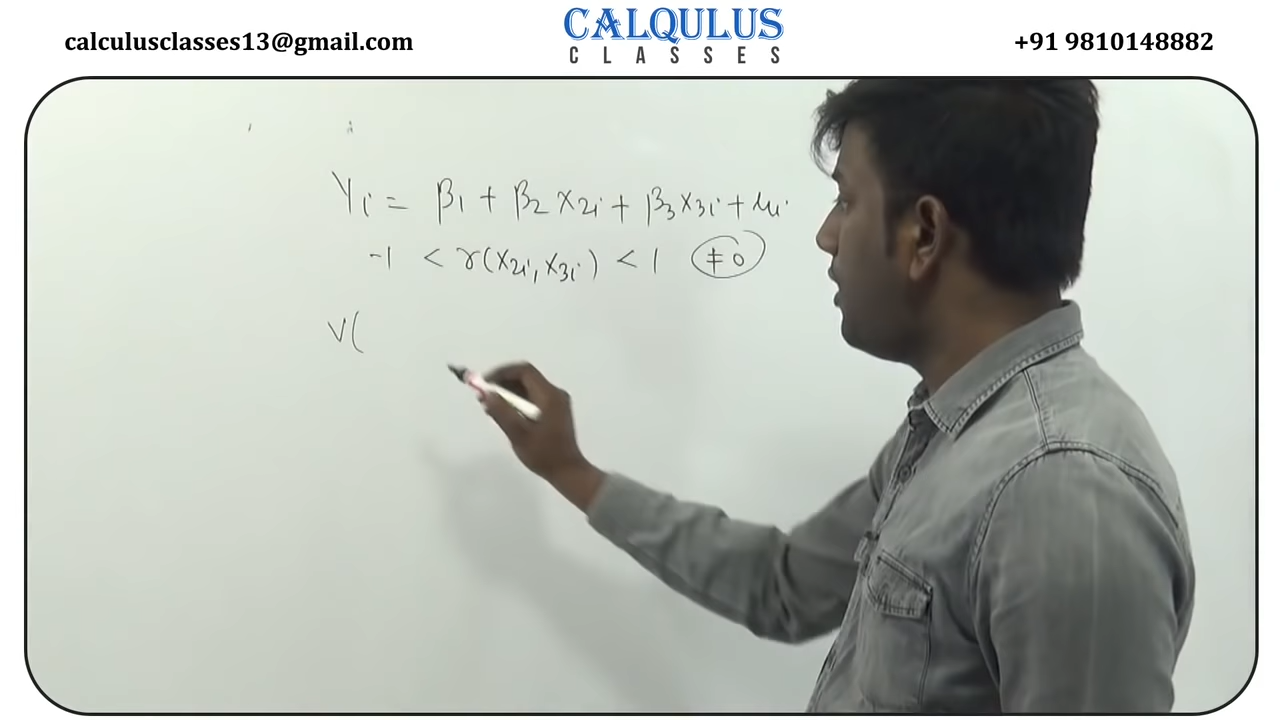 calculusclasses13@gmail.com
CALQULUS
CLASSES
+91 9810148882
Yi = β1 + β2 X2i + β3 X3i + ui
-1 < r(X2i, X3i) < 1 ≠0
V(